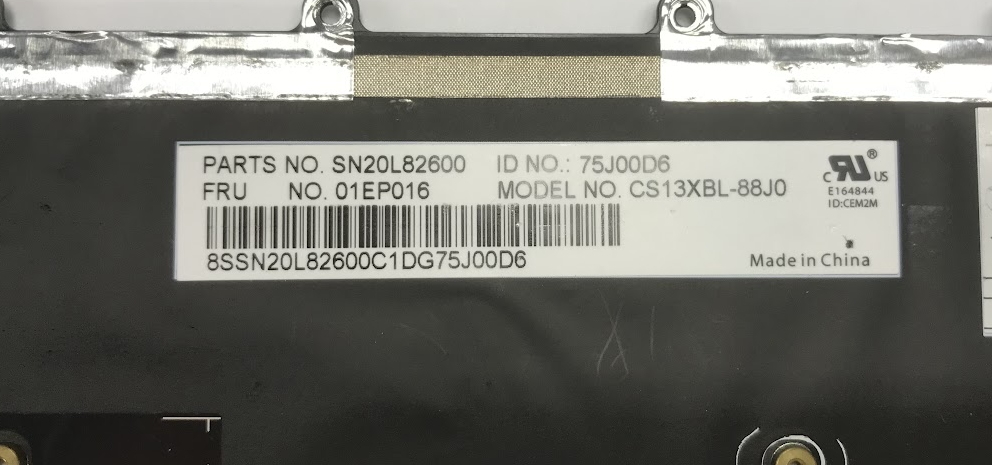 PARTS NO. SN20L82600 ID NO.: 75J00D6
FRU NO. 01EP016 MODEL NO. CS13XBL-88J0
8SSN20L82600C1DG75J00D6
c RU ® US
E164844
ID:CEM2M
Made in China